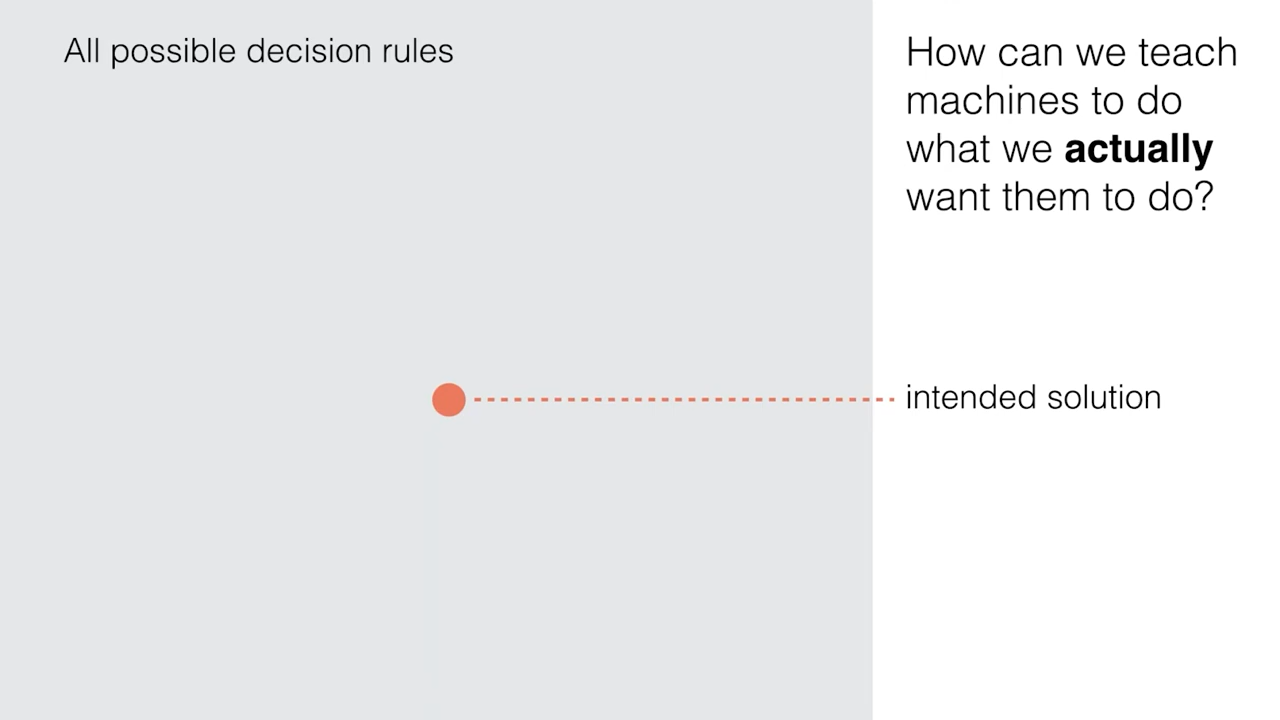 All possible decision rules
How can we teach
machines to do
what we actually
want them to do?
intended solution